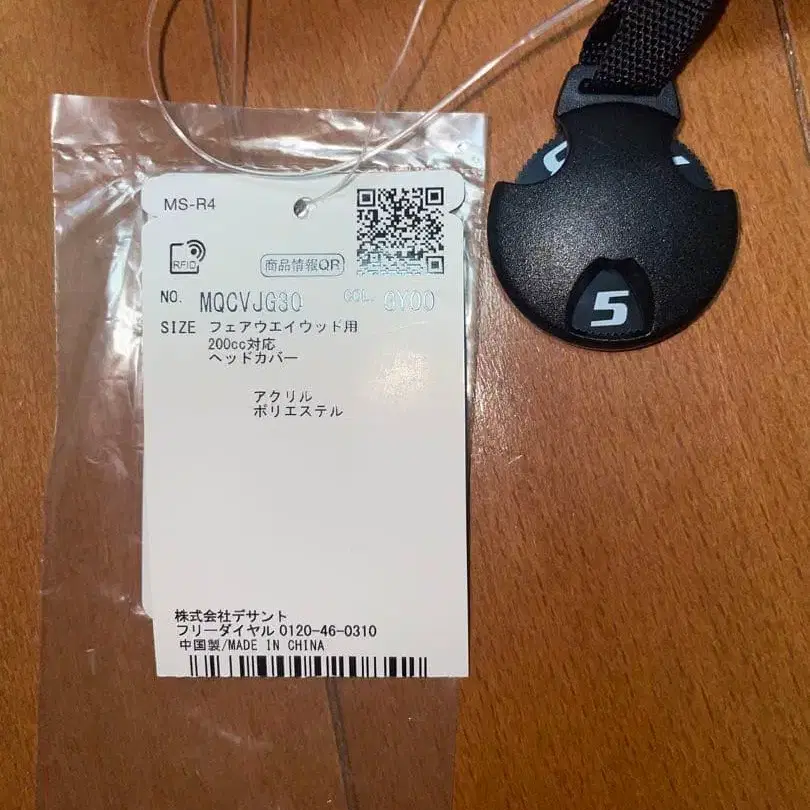 MS-R4
RFID
商品情報QR
NO. MQCVJG30 COL. GY00
SIZE フェアウエイウッド用
200cc対応
ヘッドカバー
アクリル
ポリエステル
株式会社デサント
フリーダイヤル 0120-46-0310
中国製/MADE IN CHINA
5